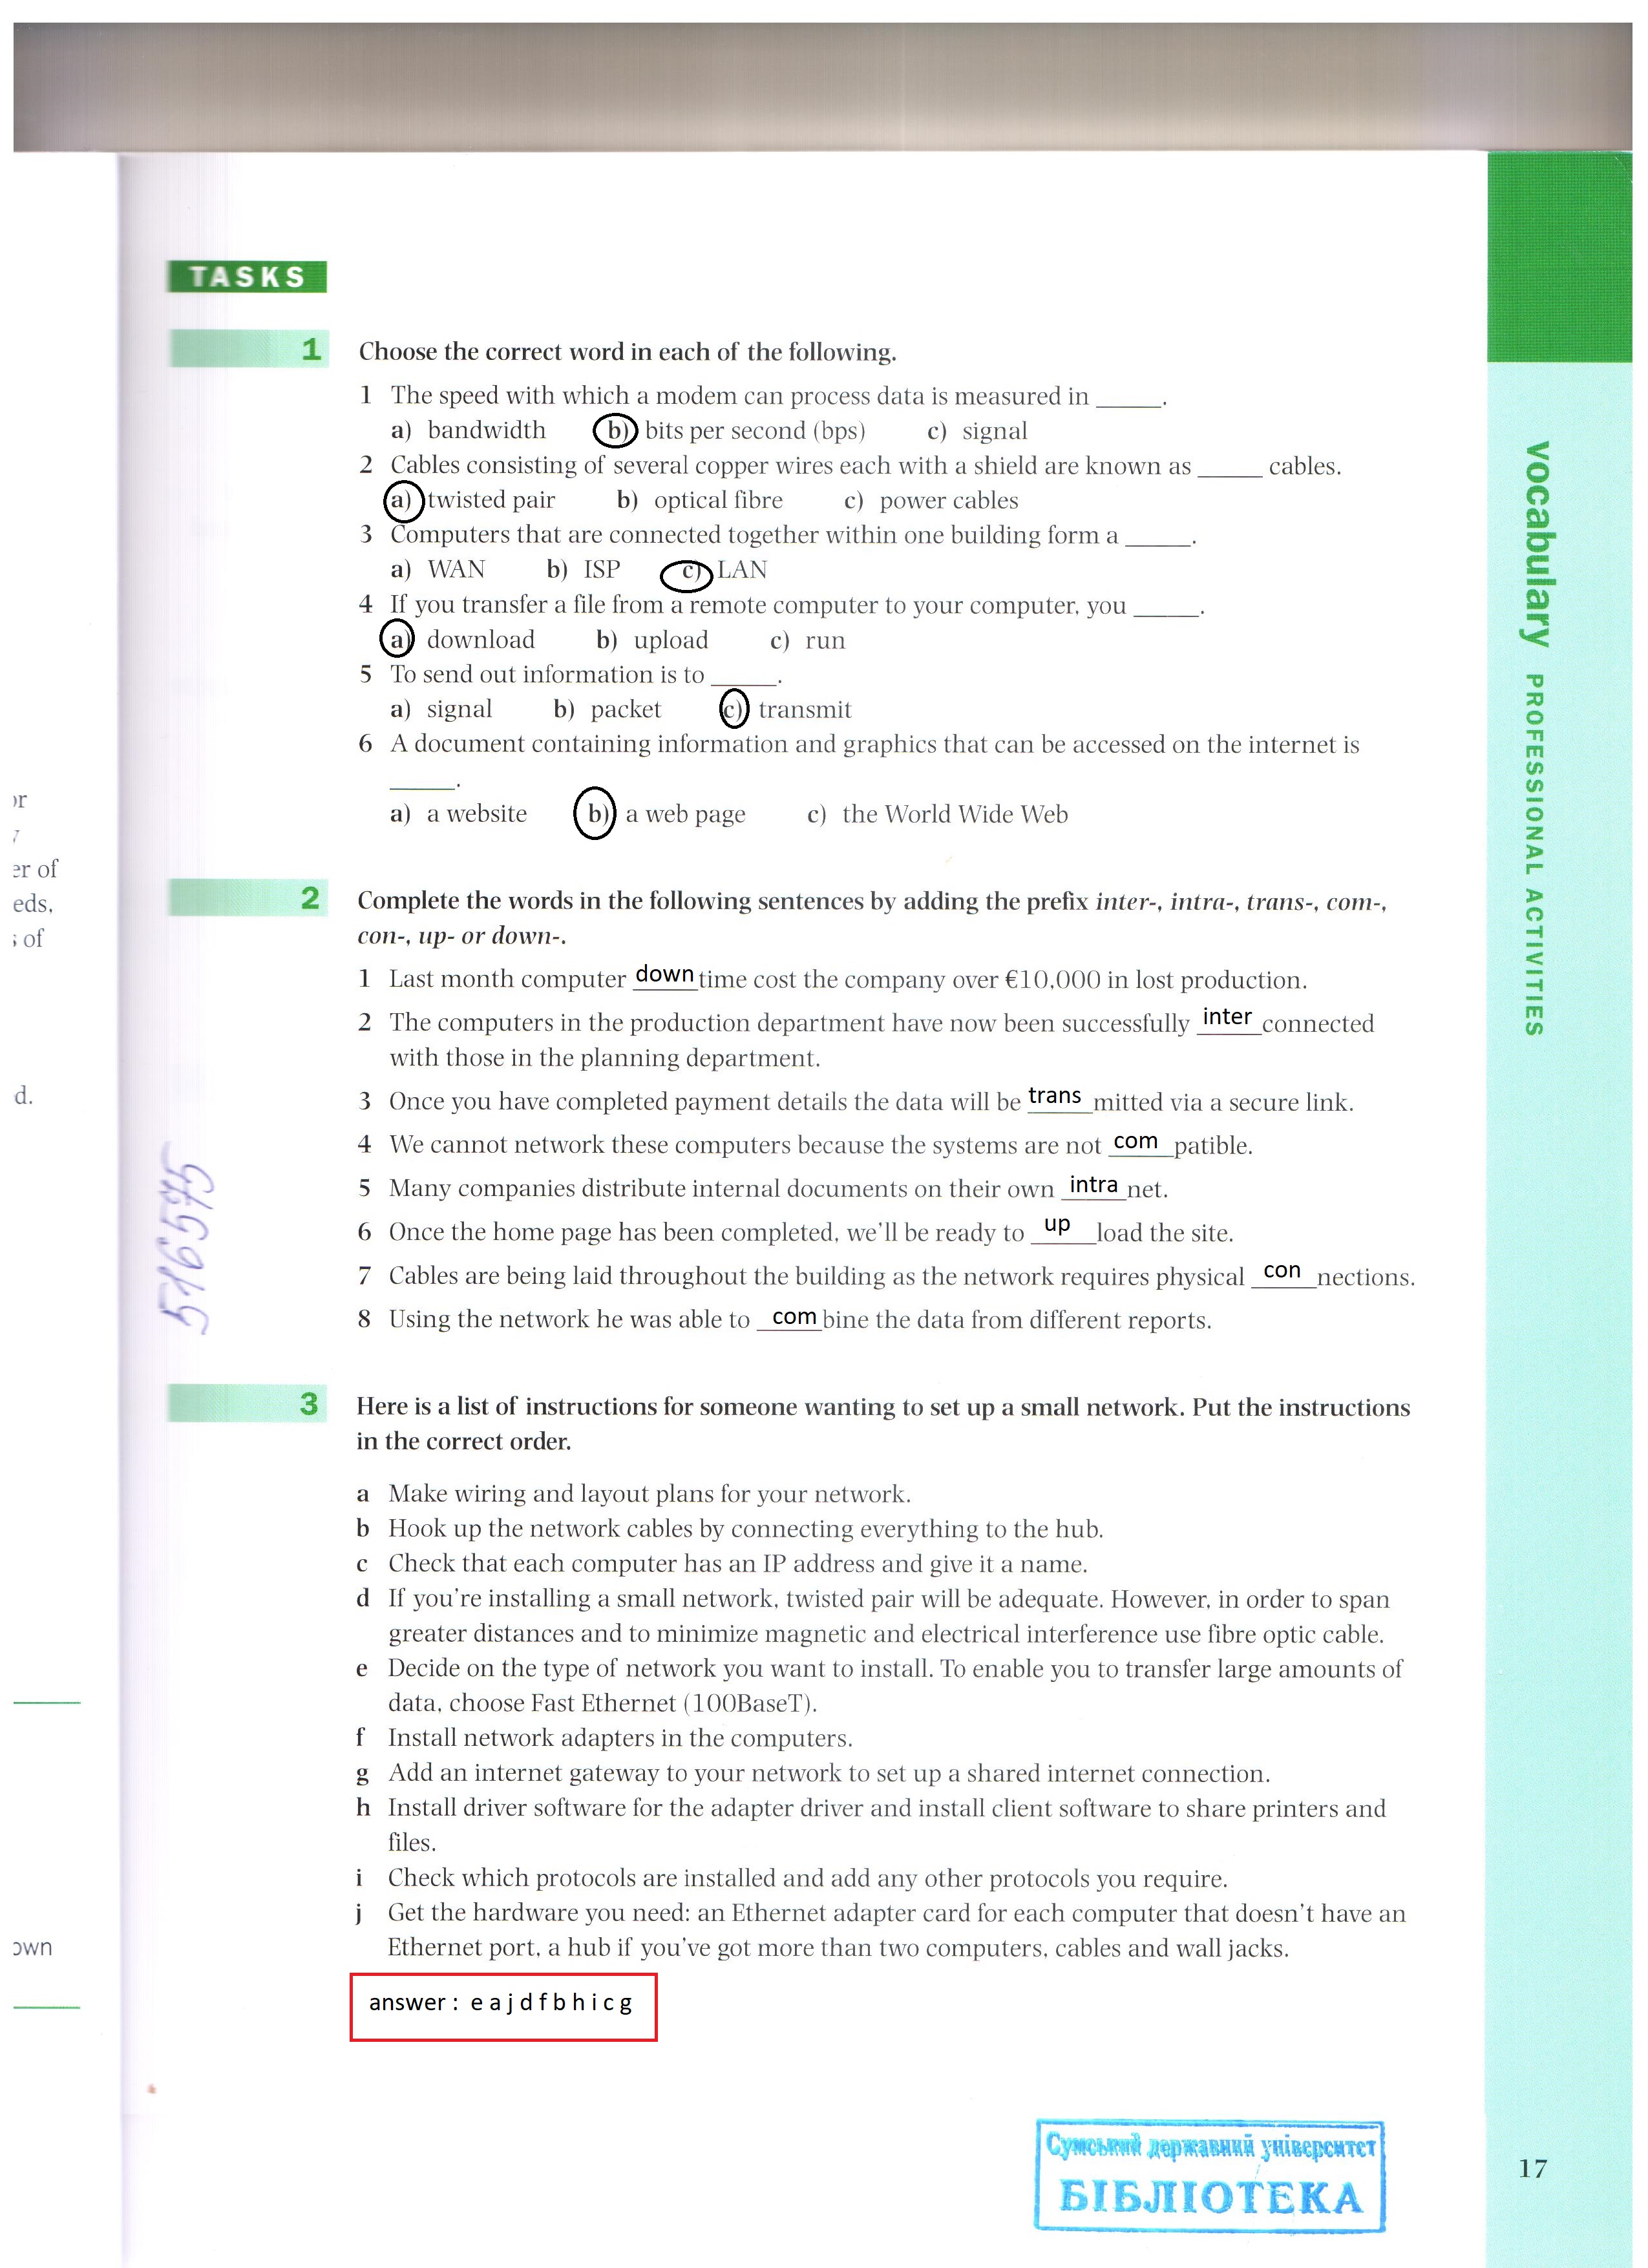 TASKS
1
Choose the correct word in each of the following.
1 The speed with which a modem can process data is measured in _____.
a) bandwidth b) bits per second (bps) c) signal
2 Cables consisting of several copper wires each with a shield are known as _____ cables.
a) twisted pair b) optical fibre c) power cables
3 Computers that are connected together within one building form a _____.
a) WAN b) ISP c) LAN
4 If you transfer a file from a remote computer to your computer, you _____.
a) download b) upload c) run
5 To send out information is to _____.
a) signal b) packet c) transmit
6 A document containing information and graphics that can be accessed on the internet is
_____.
a) a website b) a web page c) the World Wide Web
2
Complete the words in the following sentences by adding the prefix inter-, intra-, trans-, com-,
con-, up- or down-.
1 Last month computer down time cost the company over €10,000 in lost production.
2 The computers in the production department have now been successfully inter connected
with those in the planning department.
3 Once you have completed payment details the data will be trans mitted via a secure link.
4 We cannot network these computers because the systems are not com patible.
5 Many companies distribute internal documents on their own intra net.
6 Once the home page has been completed, we'll be ready to up load the site.
7 Cables are being laid throughout the building as the network requires physical con nections.
8 Using the network he was able to com bine the data from different reports.
3
Here is a list of instructions for someone wanting to set up a small network. Put the instructions
in the correct order.
a Make wiring and layout plans for your network.
b Hook up the network cables by connecting everything to the hub.
c Check that each computer has an IP address and give it a name.
d If you're installing a small network, twisted pair will be adequate. However, in order to span
greater distances and to minimize magnetic and electrical interference use fibre optic cable.
e Decide on the type of network you want to install. To enable you to transfer large amounts of
data, choose Fast Ethernet (100BaseT).
f Install network adapters in the computers.
g Add an internet gateway to your network to set up a shared internet connection.
h Install driver software for the adapter driver and install client software to share printers and
files.
i Check which protocols are installed and add any other protocols you require.
j Get the hardware you need: an Ethernet adapter card for each computer that doesn't have an
Ethernet port, a hub if you've got more than two computers, cables and wall jacks.
answer : e a j d f b h i c g
vocabulary PROFESSIONAL ACTIVITIES
of
eds,
of
d.
own
Сумський державний університет
БІБЛІОТЕКА
17